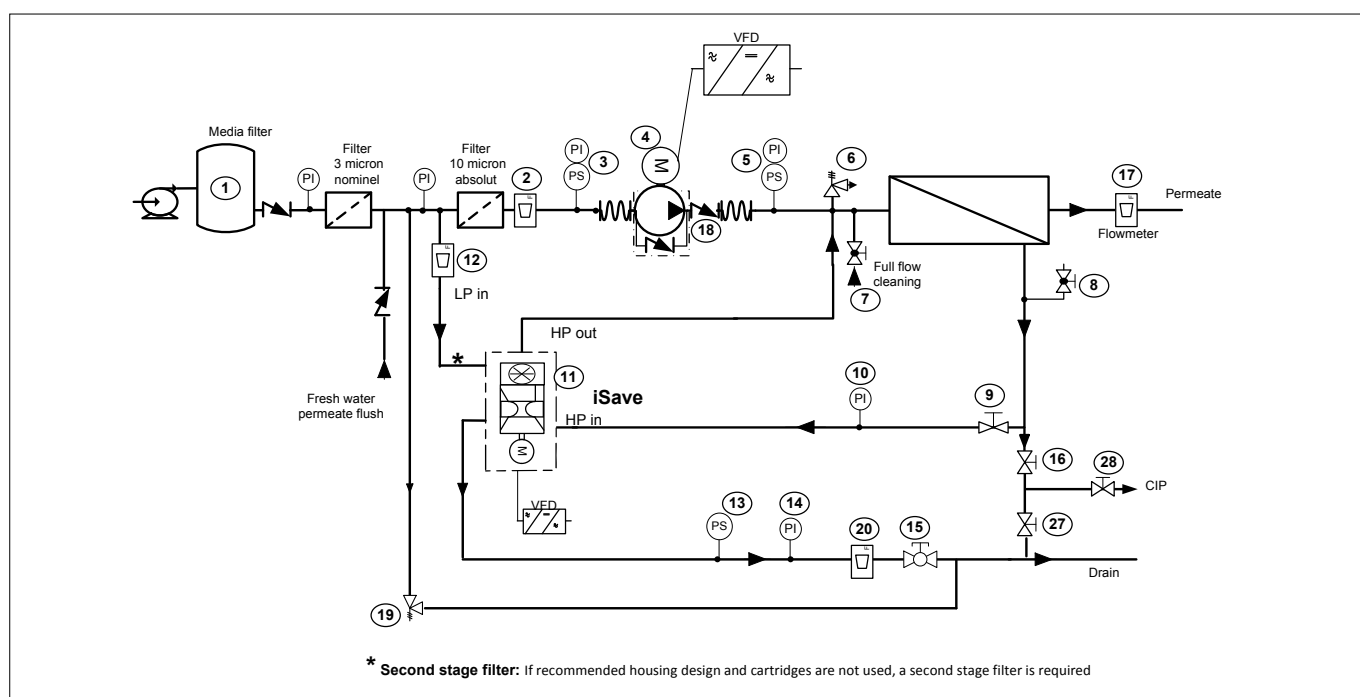 VFD
Media filter
1
PI
Filter
3 micron
nominel
PI
Filter
10 micron
absolut
2
F
PI
PS
3
4
M
18
PI
PS
5
6
Full flow
cleaning
7
17
F
Flowmeter
Permeate
8
F
12
LP in
HP out
*
11
iSave
HP in
M
VFD
Fresh water
permeate flush
10
PI
9
16
28
CIP
27
13
PS
14
PI
20
F
15
Drain
19
* Second stage filter: If recommended housing design and cartridges are not used, a second stage filter is required